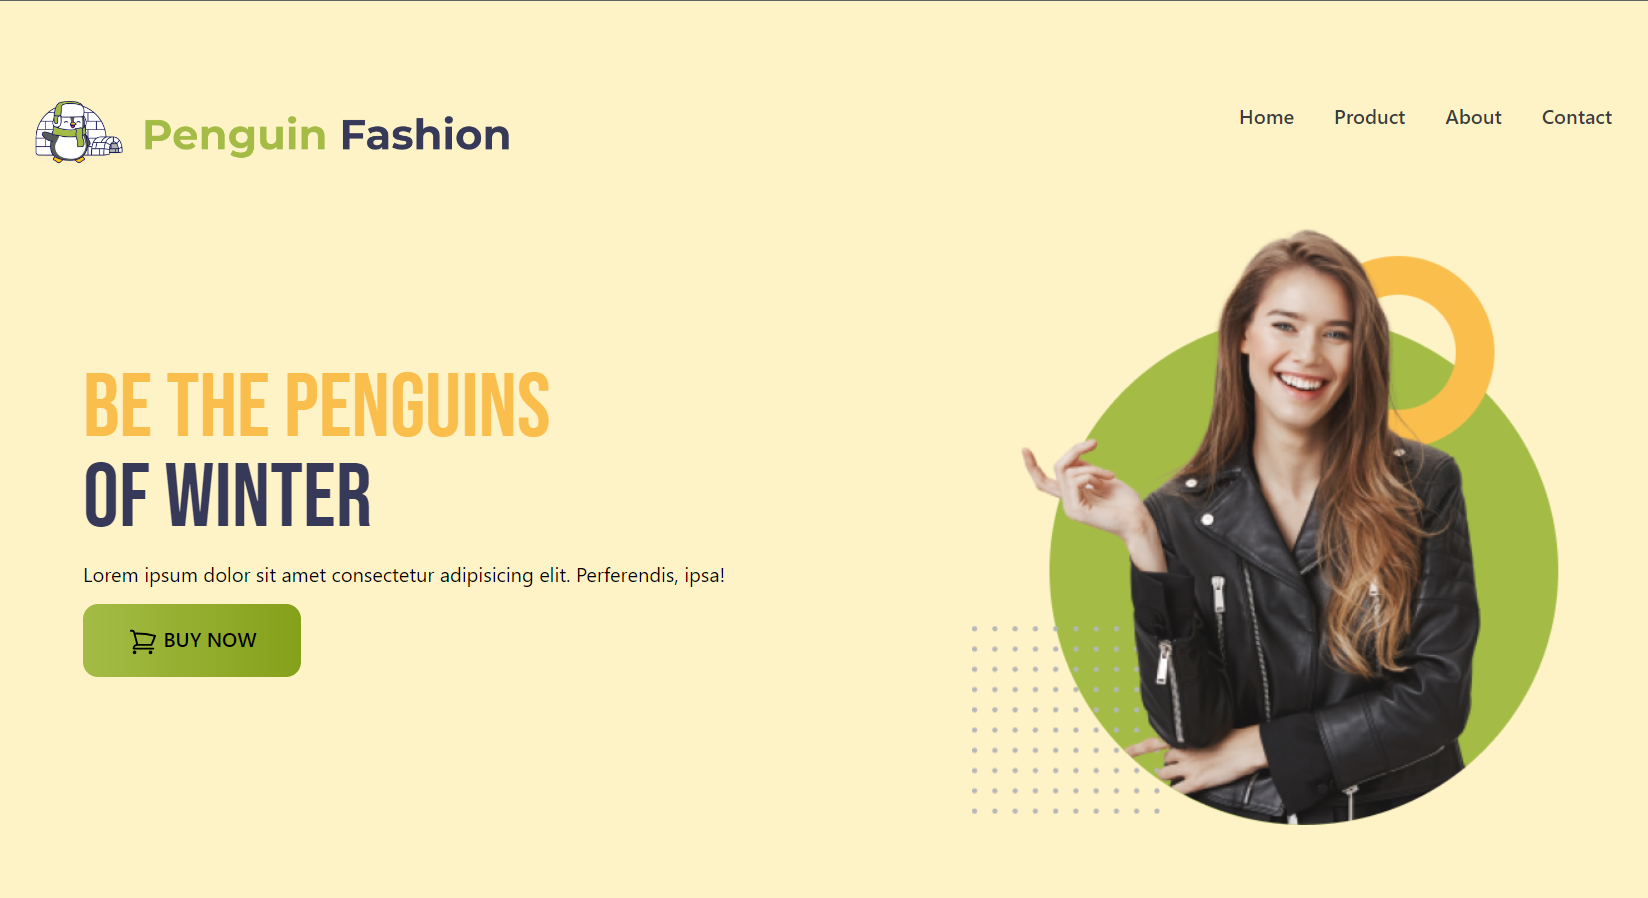 Penguin Fashion
Home Product About Contact
BE THE PENGUINS
OF WINTER
Lorem ipsum dolor sit amet consectetur adipisicing elit. Perferendis, ipsa!
BUY NOW